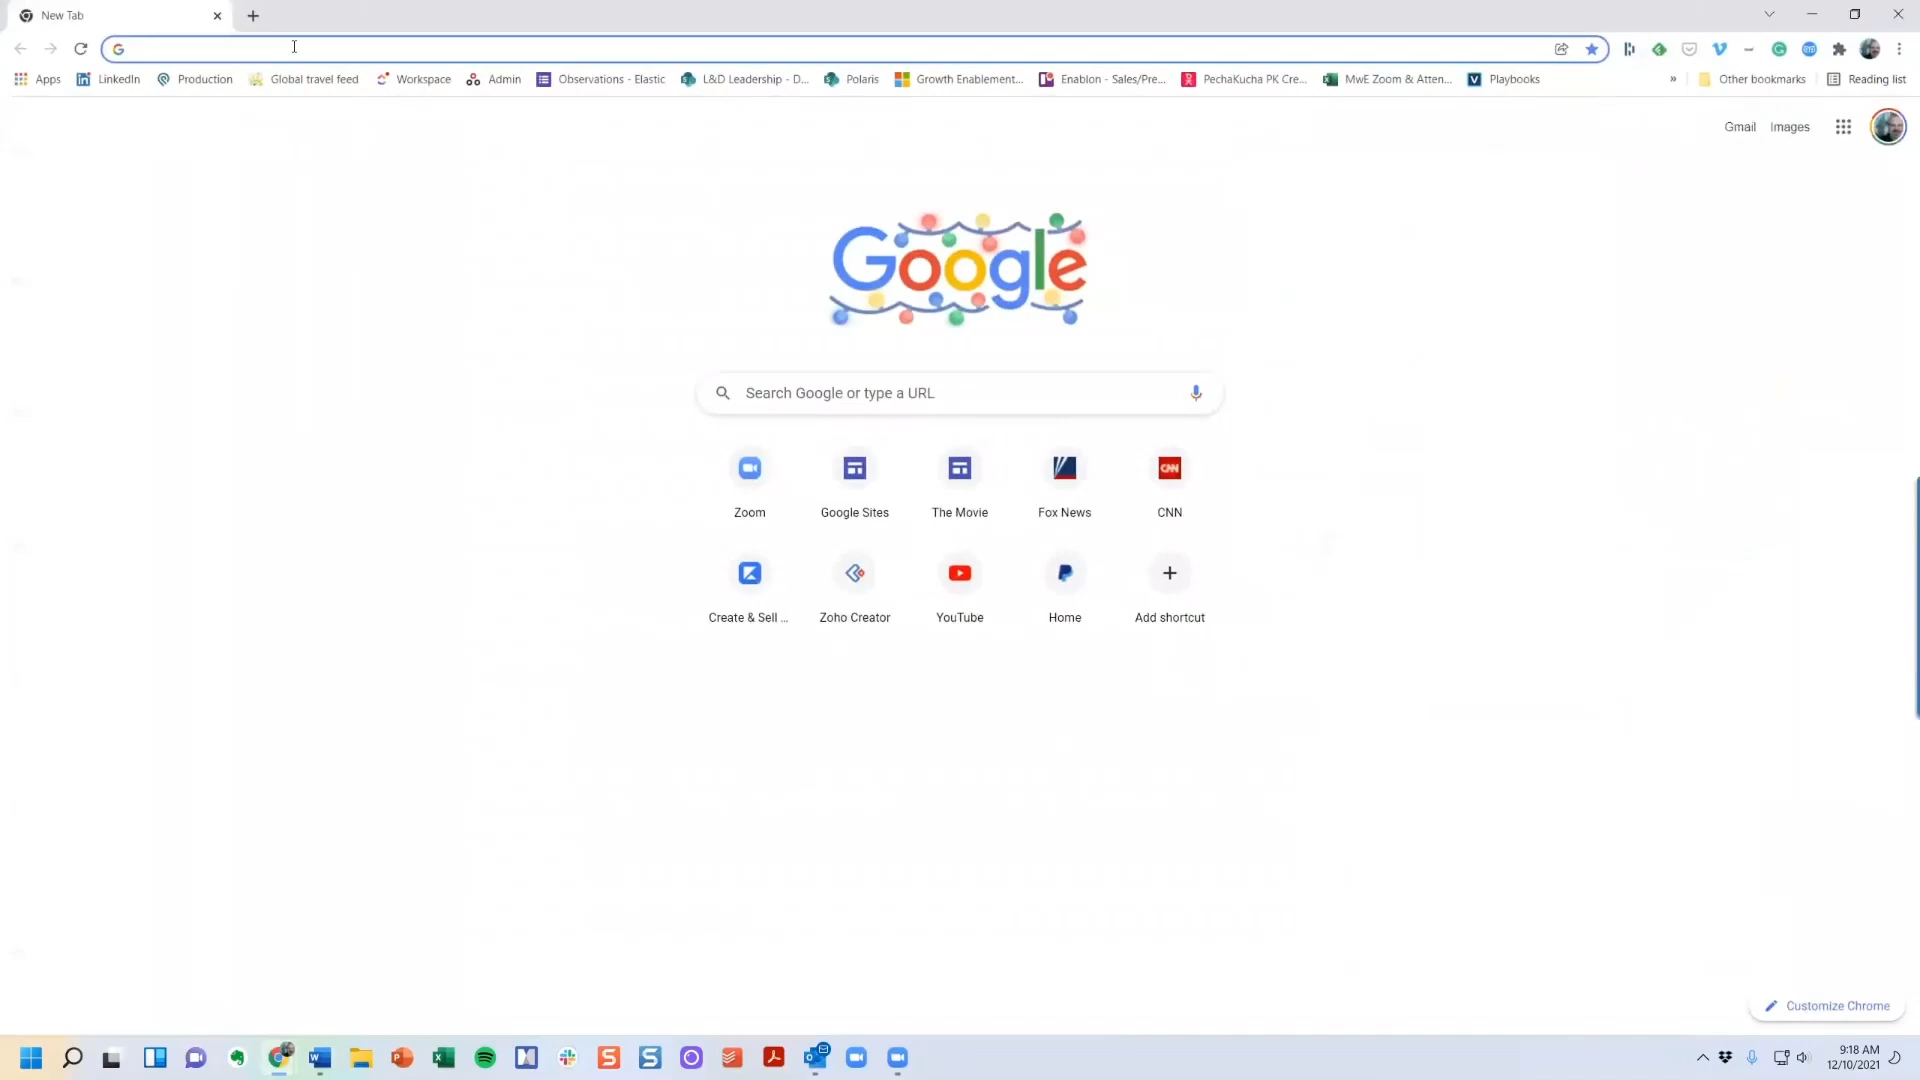 New Tab
Apps LinkedIn Production Global travel feed Workspace Admin Observations - Elastic L&D Leadership - D... Polaris Growth Enablement... Enablon - Sales/Pre... PechaKucha PK Cre... MwE Zoom & Atten... Playbooks » Other bookmarks Reading list
Gmail Images
Google
Search Google or type a URL
Zoom Google Sites The Movie Fox News CNN
Create & Sell ... Zoho Creator YouTube Home Add shortcut
Customize Chrome
9:18 AM
12/10/2021